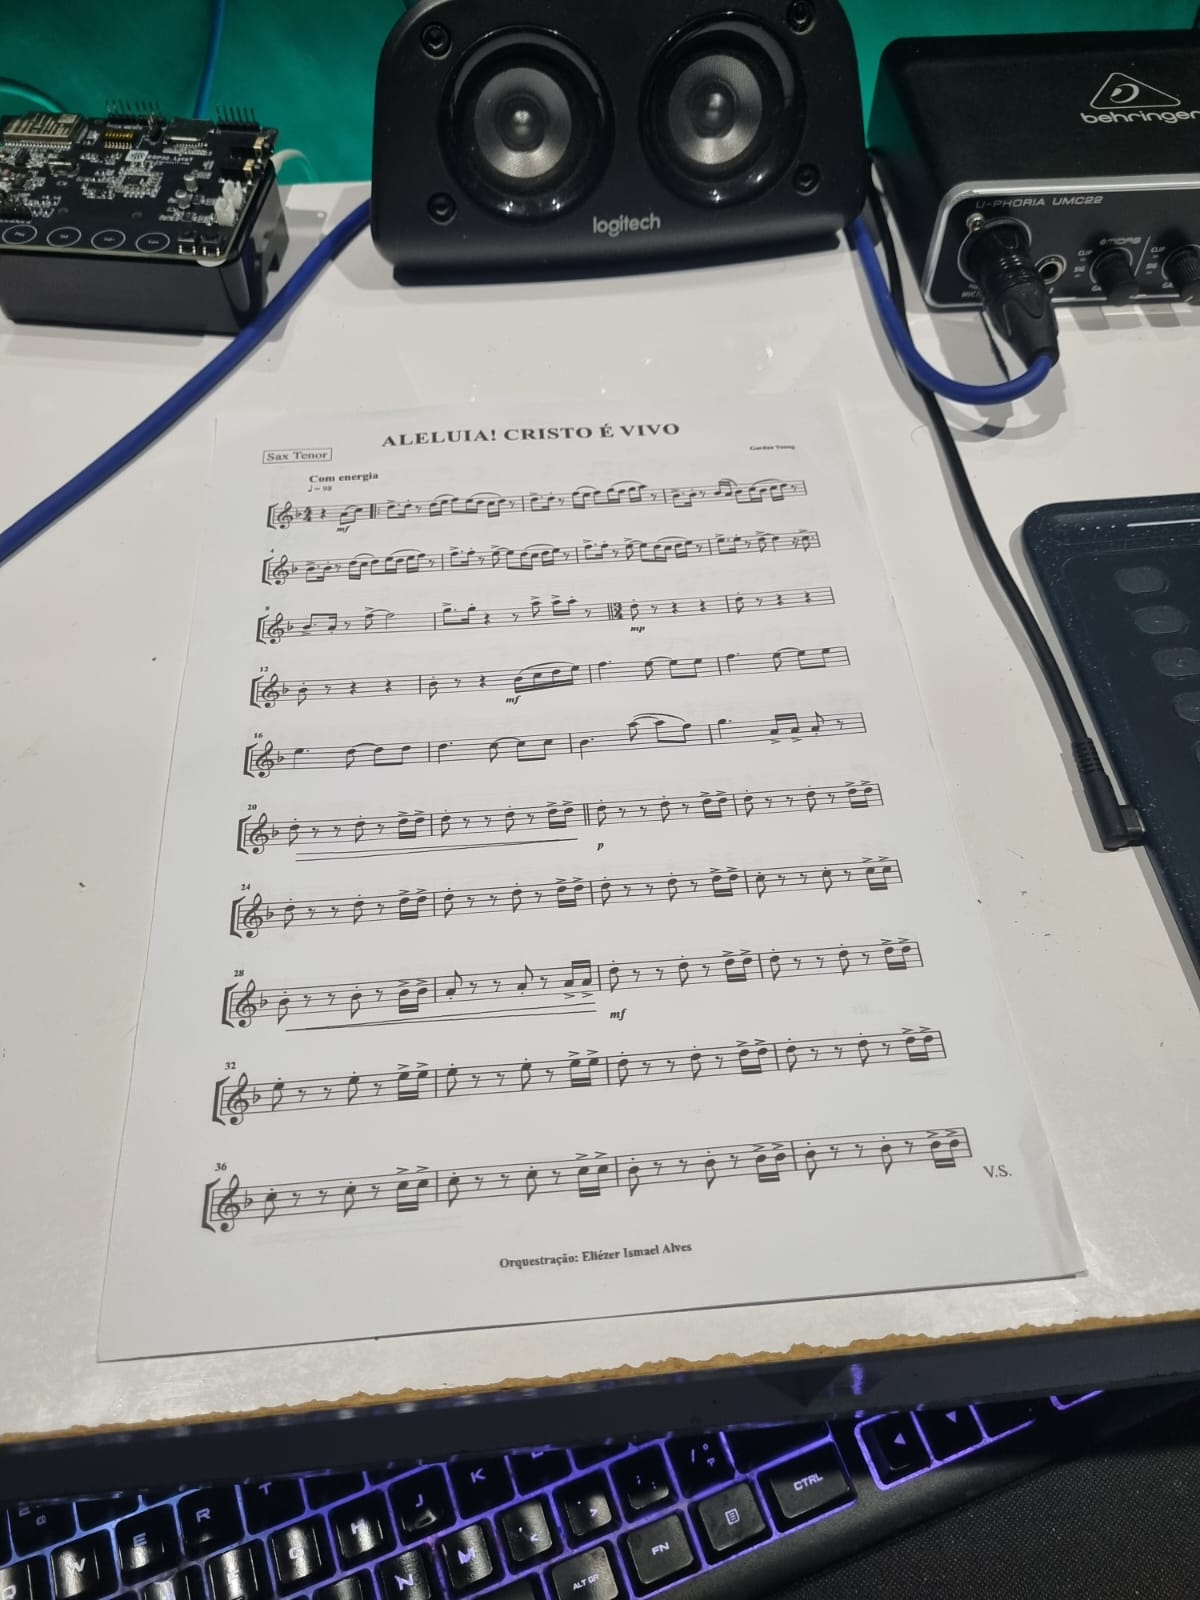 behringer
U-PHORIA UMC22
logitech
ALELUIA! CRISTO É VIVO
Sax Tenor
Gordon Young
Com energia
♩= 98
mf
4
8
mp
12
mf
16
20
p
24
28
mf
32
36
V.S.
Orquestração: Eliézer Ismael Alves
K
T
J
R
H
E
G
W
N
M
CTRL
FN
ALT GR